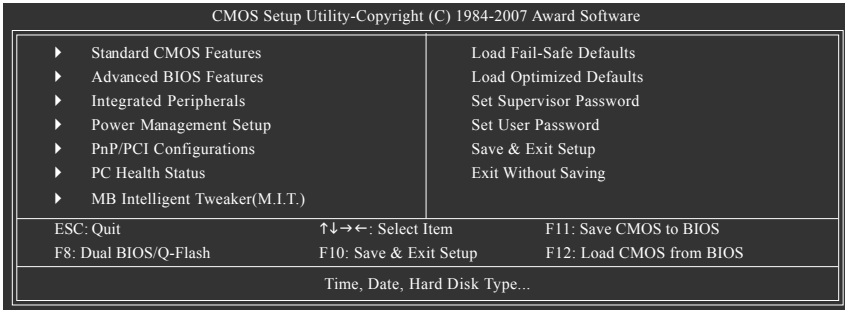 CMOS Setup Utility-Copyright (C) 1984-2007 Award Software
Standard CMOS Features
Advanced BIOS Features
Integrated Peripherals
Power Management Setup
PnP/PCI Configurations
PC Health Status
MB Intelligent Tweaker(M.I.T.)
Load Fail-Safe Defaults
Load Optimized Defaults
Set Supervisor Password
Set User Password
Save & Exit Setup
Exit Without Saving
ESC: Quit ↑↓→←: Select Item F11: Save CMOS to BIOS
F8: Dual BIOS/Q-Flash F10: Save & Exit Setup F12: Load CMOS from BIOS
Time, Date, Hard Disk Type...